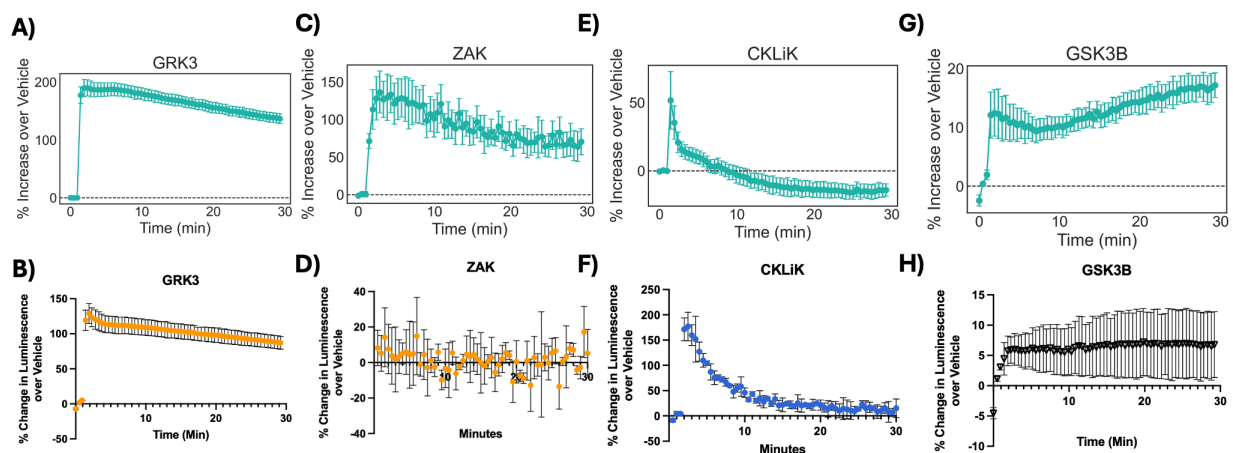 A)
GRK3
% Increase over Vehicle
200
100
0
0
10
20
30
Time (min)
C)
ZAK
% Increase over Vehicle
150
100
50
0
0
10
20
30
Time (min)
E)
CKLiK
% Increase over Vehicle
50
0
0
10
20
30
Time (min)
G)
GSK3B
% Increase over Vehicle
20
10
0
0
10
20
30
Time (min)
B)
GRK3
% Change in Luminescence
over Vehicle
150
100
50
0
-50
10
20
30
Time (Min)
D)
ZAK
% Change in Luminescence
over Vehicle
40
20
0
-20
-40
10
20
30
Minutes
F)
CKLiK
% Change in Luminescence
over Vehicle
250
200
150
100
50
0
-50
10
20
30
Minutes
H)
GSK3B
% Change in Luminescence
over Vehicle
15
10
5
0
-5
-10
10
20
30
Time (Min)